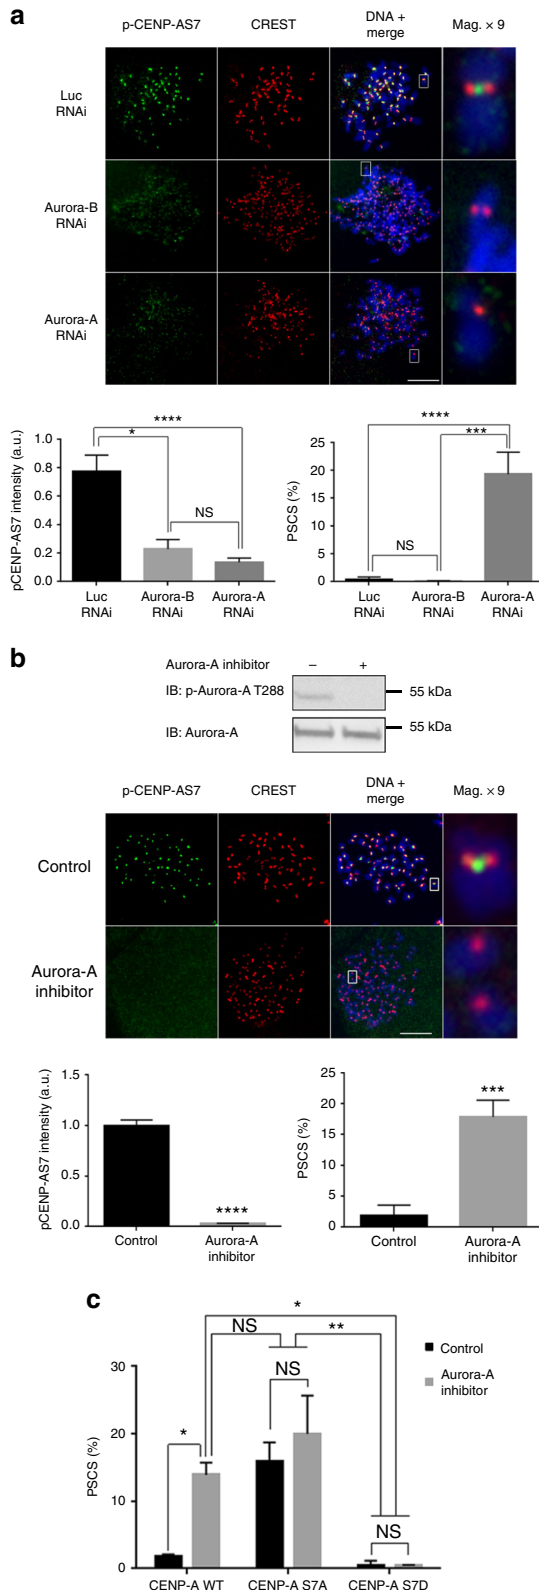 a
p-CENP-AS7 CREST DNA + merge Mag. × 9
Luc RNAi
Aurora-B RNAi
Aurora-A RNAi
pCENP-AS7 intensity (a.u.)
1.0
0.8
0.6
0.4
0.2
0.0
****
*
NS
Luc RNAi
Aurora-B RNAi
Aurora-A RNAi
PSCS (%)
25
20
15
10
5
0
****
***
NS
Luc RNAi
Aurora-B RNAi
Aurora-A RNAi
b
Aurora-A inhibitor – +
IB: p-Aurora-A T288 55 kDa
IB: Aurora-A 55 kDa
p-CENP-AS7 CREST DNA + merge Mag. × 9
Control
Aurora-A inhibitor
pCENP-AS7 intensity (a.u.)
1.5
1.0
0.5
0.0
****
Control
Aurora-A inhibitor
PSCS (%)
25
20
15
10
5
0
***
Control
Aurora-A inhibitor
c
*
NS
**
Control
Aurora-A inhibitor
PSCS (%)
30
20
10
0
*
NS
NS
CENP-A WT CENP-A S7A CENP-A S7D